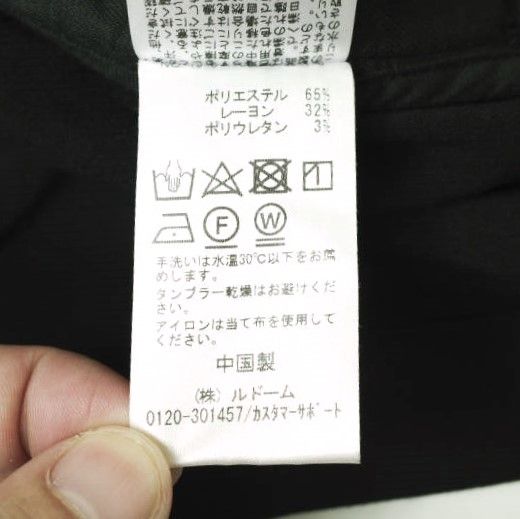 ポリエステル 65%
レーヨン 32%
ポリウレタン 3%
F W
手洗いは水温30℃以下をお薦
めします。
タンブラー乾燥はお避けくだ
さい。
アイロンは当て布を使用して
ください。
中国製
(株) ルドーム
0120-301457/カスタマーサポート